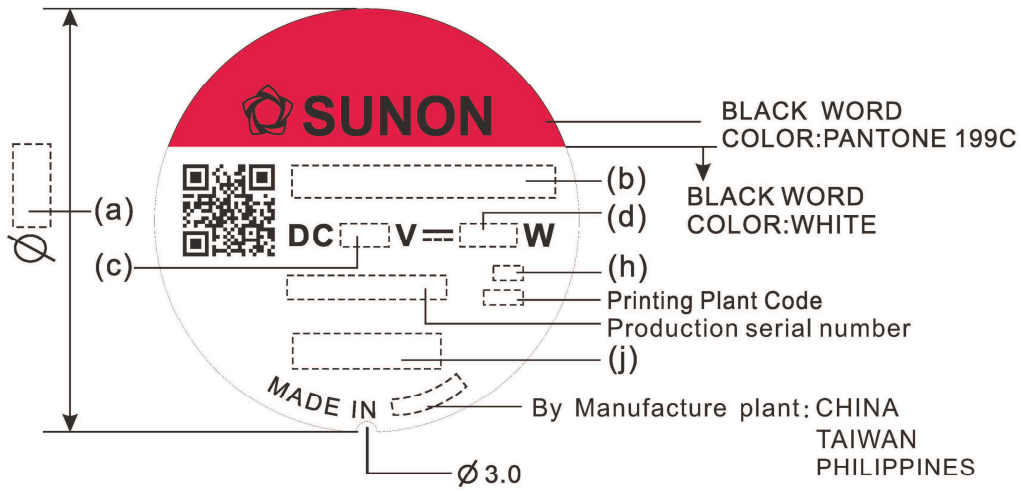 SUNON
BLACK WORD
COLOR:PANTONE 199C
(b)
BLACK WORD
COLOR:WHITE
(a)
Ø
(d)
DC V W
(c)
(h)
Printing Plant Code
Production serial number
(j)
MADE IN
By Manufacture plant: CHINA
TAIWAN
PHILIPPINES
Ø 3.0